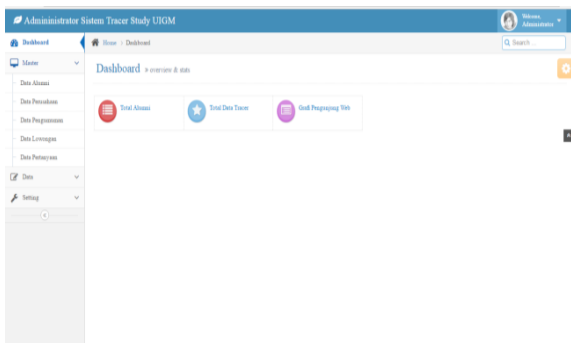 Admininistrator Sistem Tracer Study UIGM
Welcome,
Administrator
Dashboard
Home > Dashboard
Search ...
Master
Dashboard » overview & stats
Data Alumni
Data Perusahaan
Data Pengumuman
Data Lowongan
Data Pertanyaan
Total Alumni
Total Data Tracer
Grafi Pengunjung Web
Data
Setting
A